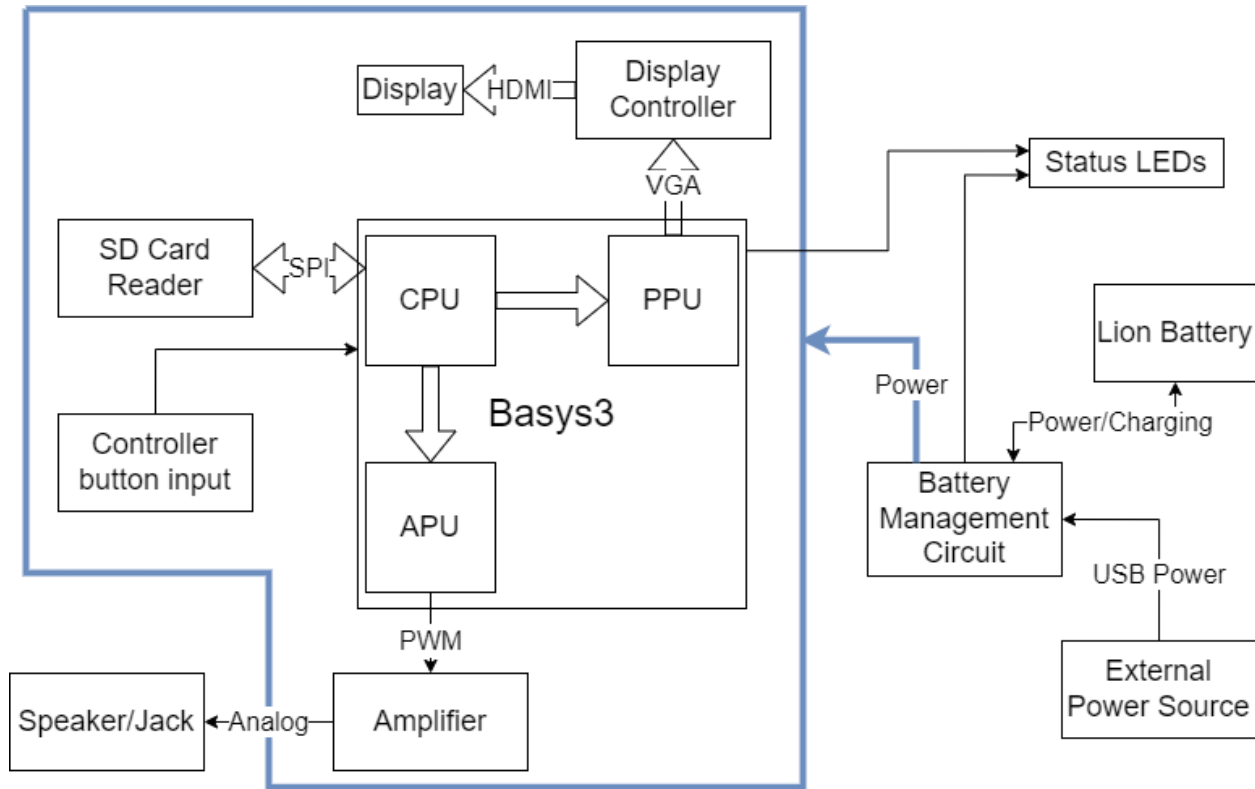 Display
HDMI
Display
Controller
VGA
Status LEDs
SD Card
Reader
SPI
CPU
PPU
Lion Battery
Power
Power/Charging
Basys3
Controller
button input
APU
Battery
Management
Circuit
USB Power
PWM
External
Power Source
Speaker/Jack
Analog
Amplifier